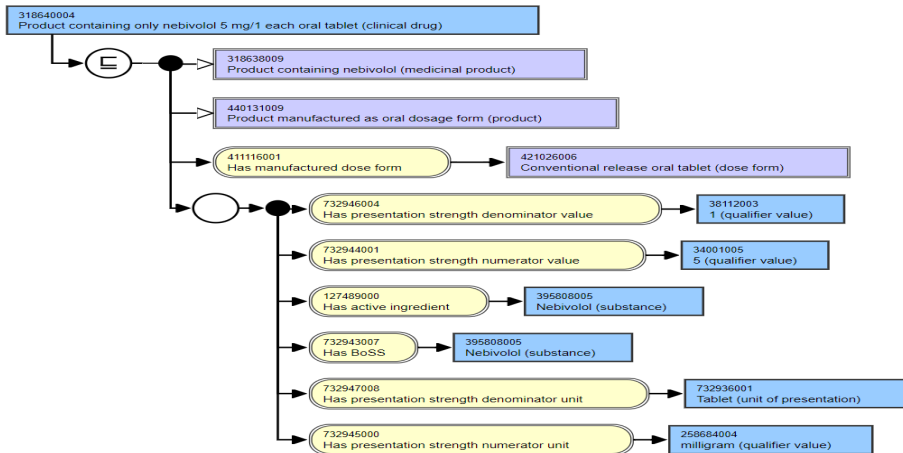 318640004
Product containing only nebivolol 5 mg/1 each oral tablet (clinical drug)
⊑
318638009
Product containing nebivolol (medicinal product)
440131009
Product manufactured as oral dosage form (product)
411116001
Has manufactured dose form
421026006
Conventional release oral tablet (dose form)
732946004
Has presentation strength denominator value
38112003
1 (qualifier value)
732944001
Has presentation strength numerator value
34001005
5 (qualifier value)
127489000
Has active ingredient
395808005
Nebivolol (substance)
732943007
Has BoSS
395808005
Nebivolol (substance)
732947008
Has presentation strength denominator unit
732936001
Tablet (unit of presentation)
732945000
Has presentation strength numerator unit
258684004
milligram (qualifier value)